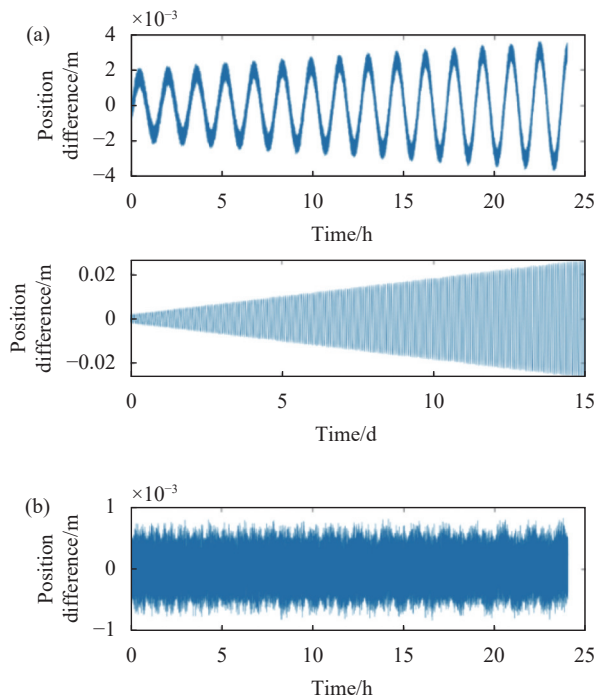 (a)
×10−3
Position
difference/m
4
2
0
−2
−4
0 5 10 15 20 25
Time/h
Position
difference/m
0.02
0
−0.02
0 5 10 15
Time/d
(b)
×10−3
Position
difference/m
1
0
−1
0 5 10 15 20 25
Time/h